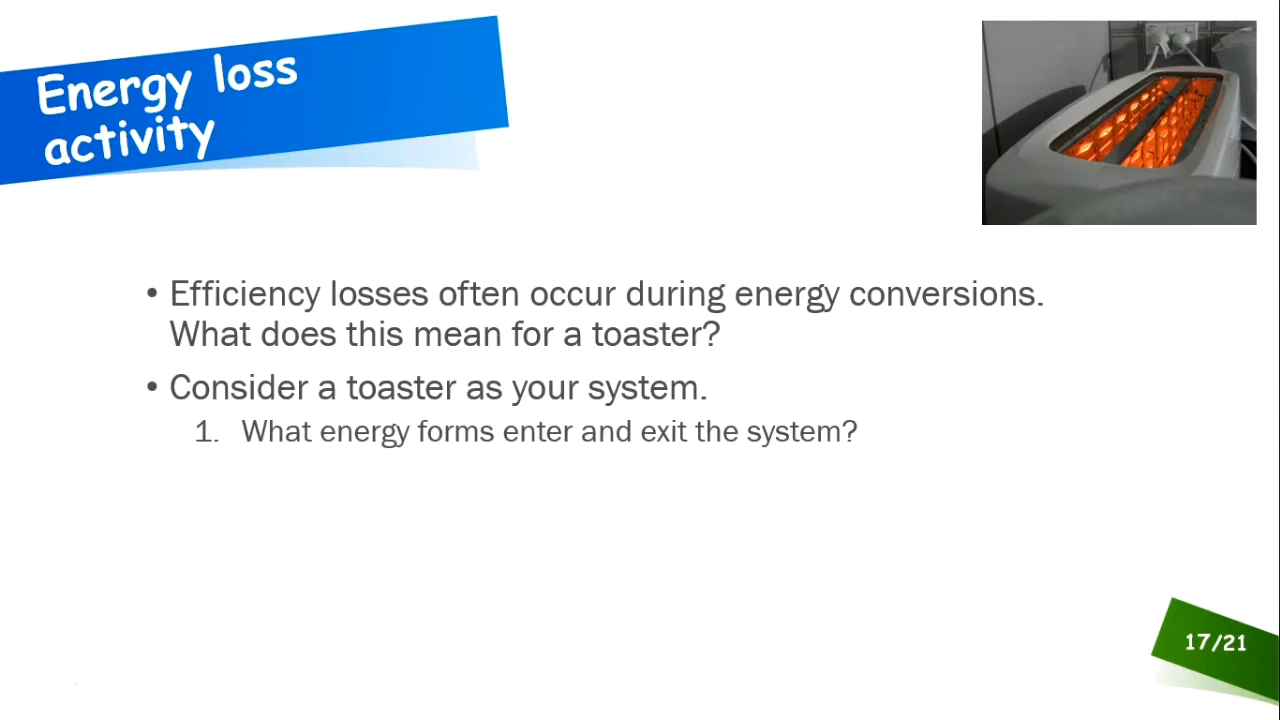 Energy loss
activity
• Efficiency losses often occur during energy conversions.
What does this mean for a toaster?
• Consider a toaster as your system.
1. What energy forms enter and exit the system?
17/21